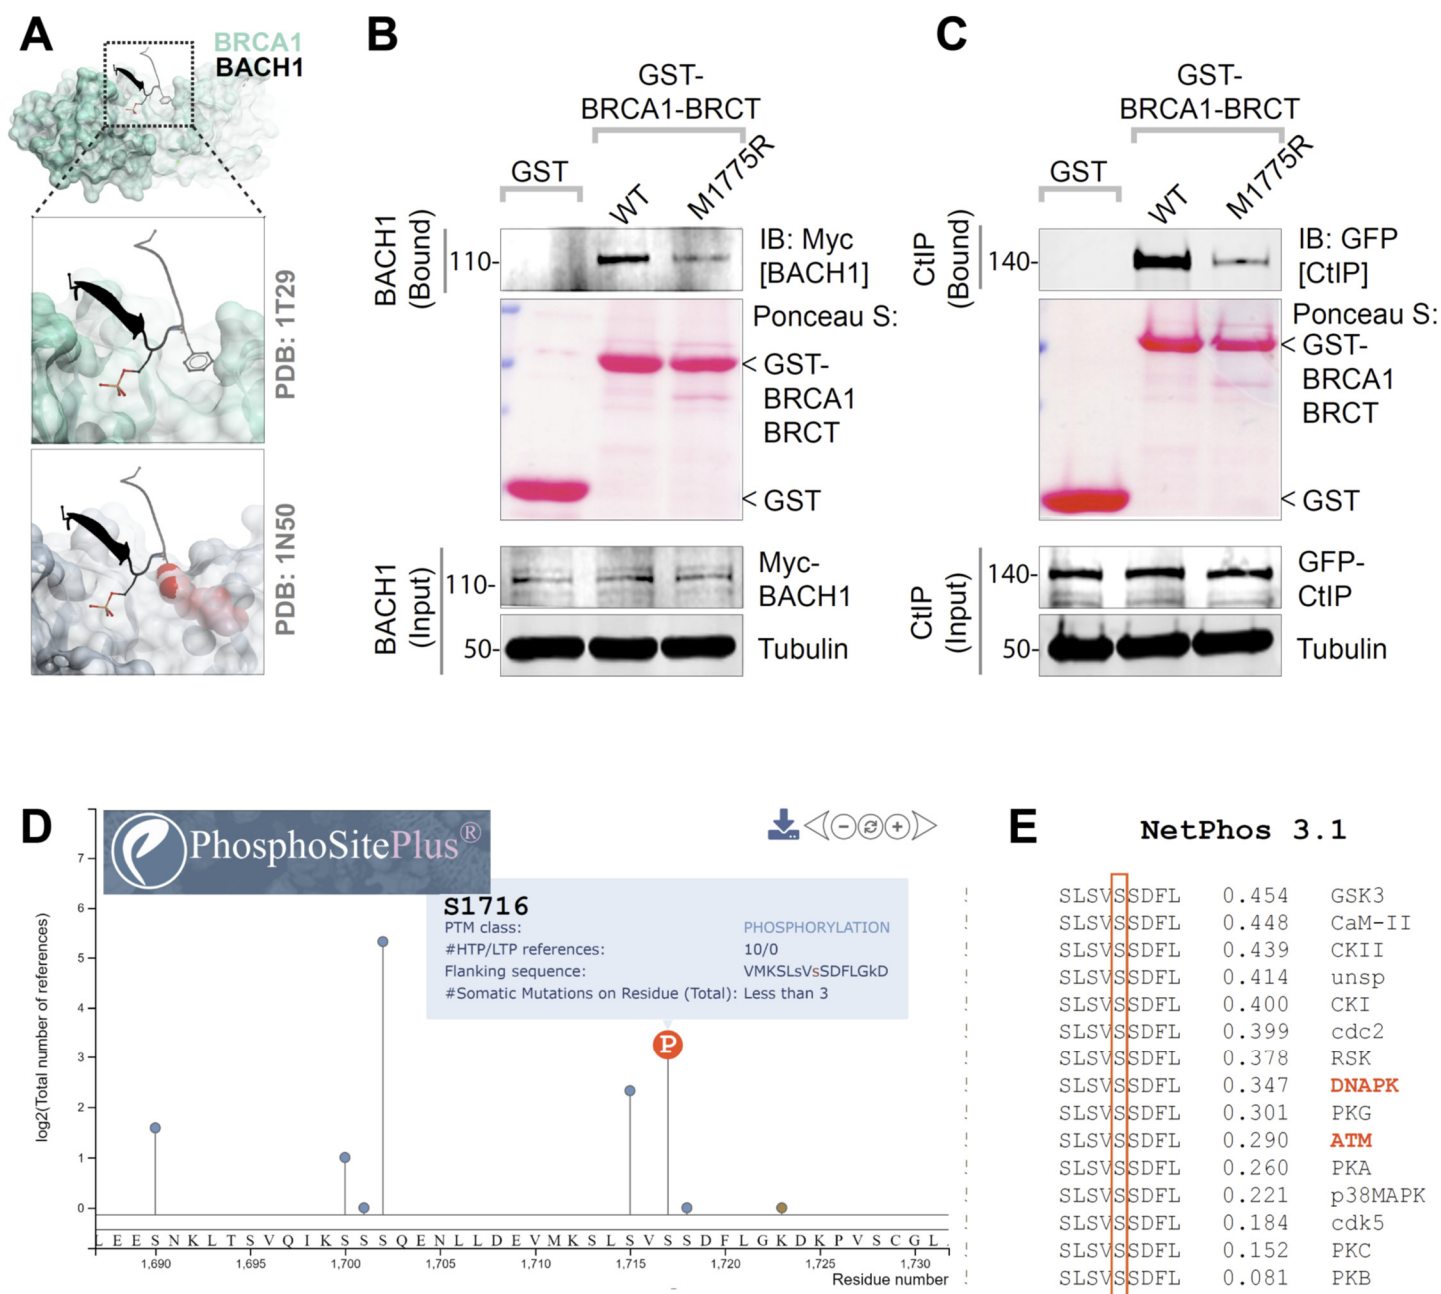 A
BRCA1
BACH1
PDB: 1T29
PDB: 1N50
B
GST-
BRCA1-BRCT
GST
WT
M1775R
BACH1
(Bound)
110-
IB: Myc
[BACH1]
Ponceau S:
< GST-
BRCA1
BRCT
< GST
BACH1
(Input)
110-
Myc-
BACH1
50-
Tubulin
C
GST-
BRCA1-BRCT
GST
WT
M1775R
CtIP
(Bound)
140-
IB: GFP
[CtIP]
Ponceau S:
< GST-
BRCA1
BRCT
< GST
CtIP
(Input)
140-
GFP-
CtIP
50-
Tubulin
D
PhosphoSitePlus®
S1716
PTM class: PHOSPHORYLATION
#HTP/LTP references: 10/0
Flanking sequence: VMKSLsVsSDFLGkD
#Somatic Mutations on Residue (Total): Less than 3
P
log2(Total number of references)
7
6
5
4
3
2
1
0
L E E S N K L T S V Q I K S S S Q E N L L D E V M K S L S V S S D F L G K D K P V S C G L
1,690 1,695 1,700 1,705 1,710 1,715 1,720 1,725 1,730
Residue number
E
NetPhos 3.1
SLSVSSDFL 0.454 GSK3
SLSVSSDFL 0.448 CaM-II
SLSVSSDFL 0.439 CKII
SLSVSSDFL 0.414 unsp
SLSVSSDFL 0.400 CKI
SLSVSSDFL 0.399 cdc2
SLSVSSDFL 0.378 RSK
SLSVSSDFL 0.347 DNAPK
SLSVSSDFL 0.301 PKG
SLSVSSDFL 0.290 ATM
SLSVSSDFL 0.260 PKA
SLSVSSDFL 0.221 p38MAPK
SLSVSSDFL 0.184 cdk5
SLSVSSDFL 0.152 PKC
SLSVSSDFL 0.081 PKB